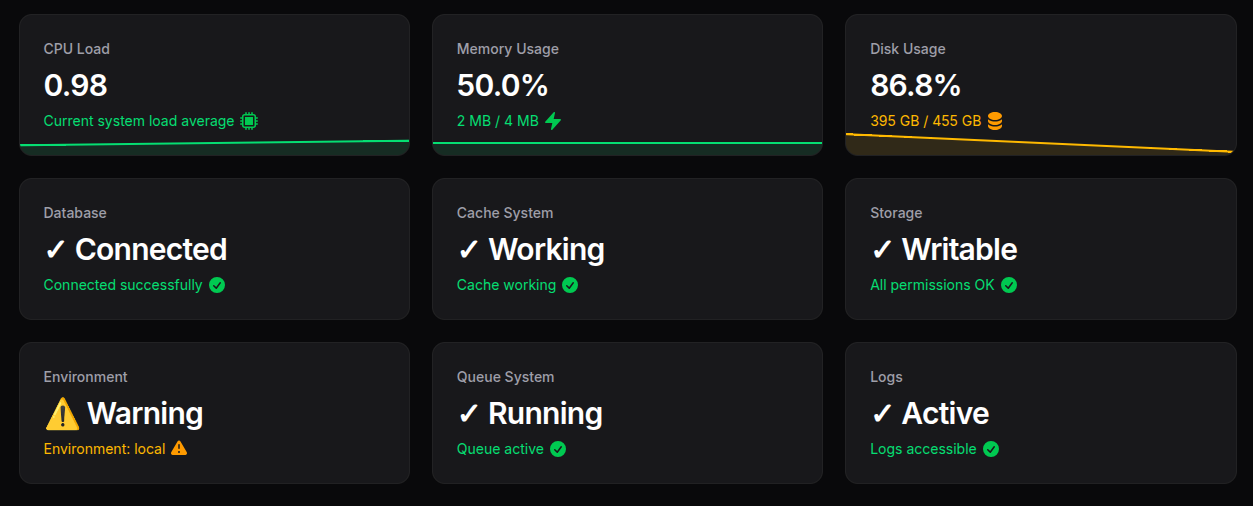 CPU Load
0.98
Current system load average
Memory Usage
50.0%
2 MB / 4 MB
Disk Usage
86.8%
395 GB / 455 GB
Database
✓ Connected
Connected successfully
Cache System
✓ Working
Cache working
Storage
✓ Writable
All permissions OK
Environment
⚠️ Warning
Environment: local
Queue System
✓ Running
Queue active
Logs
✓ Active
Logs accessible